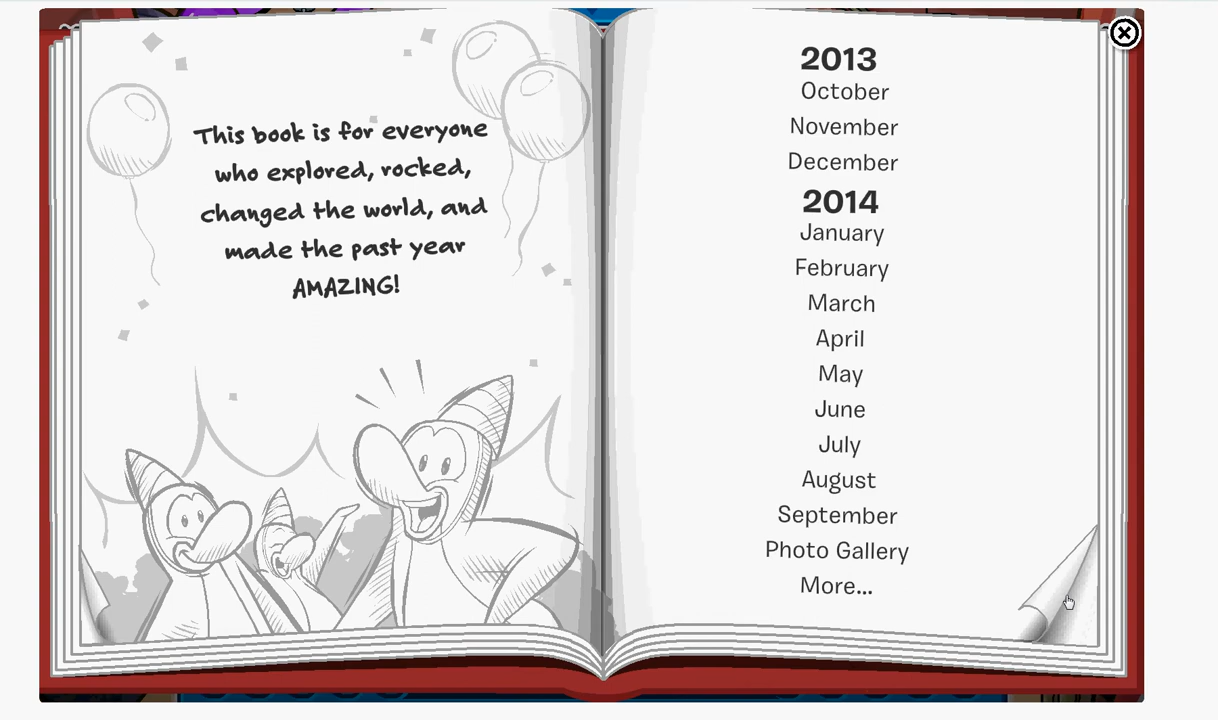 This book is for everyone
who explored, rocked,
changed the world, and
made the past year
AMAZING!
2013
October
November
December
2014
January
February
March
April
May
June
July
August
September
Photo Gallery
More...